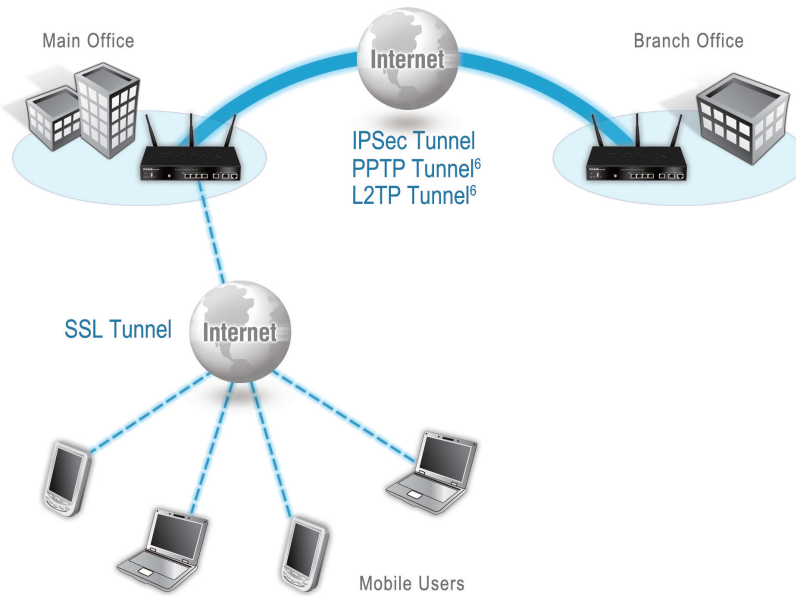 Main Office
Internet
Branch Office
IPSec Tunnel
PPTP Tunnel⁶
L2TP Tunnel⁶
SSL Tunnel
Internet
Mobile Users